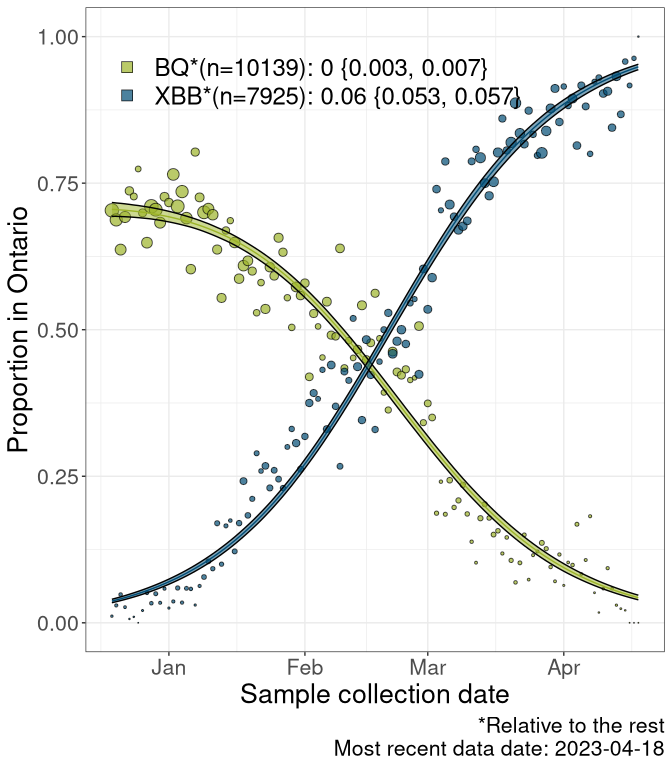 1.00
0.75
0.50
0.25
0.00
Proportion in Ontario
BQ*(n=10139): 0 {0.003, 0.007}
XBB*(n=7925): 0.06 {0.053, 0.057}
Jan Feb Mar Apr
Sample collection date
*Relative to the rest
Most recent data date: 2023-04-18